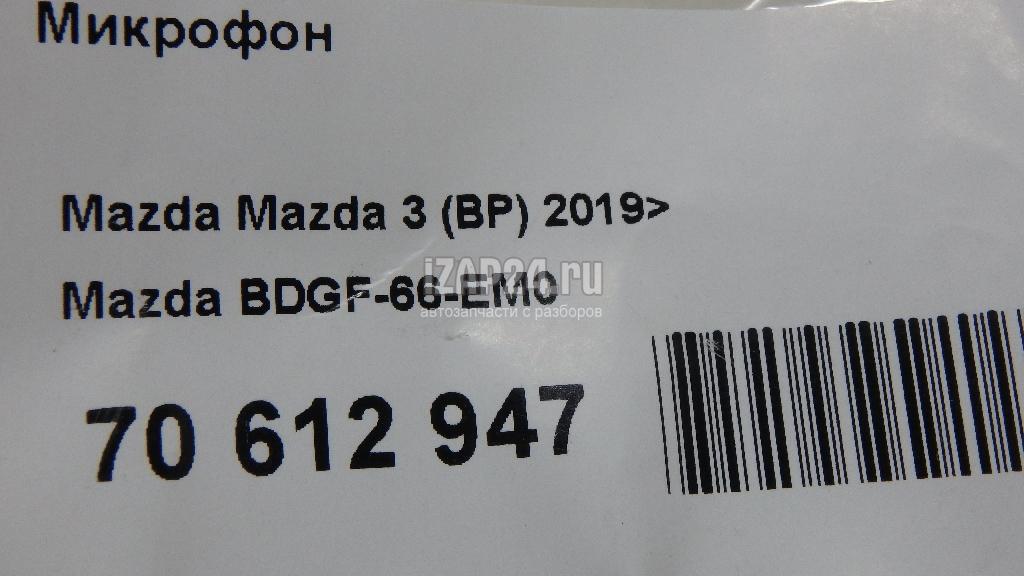 Микрофон
Mazda Mazda 3 (BP) 2019>
Mazda BDGF-66-EM0
iZAP24.ru
автозапчасти с разборов
70 612 947